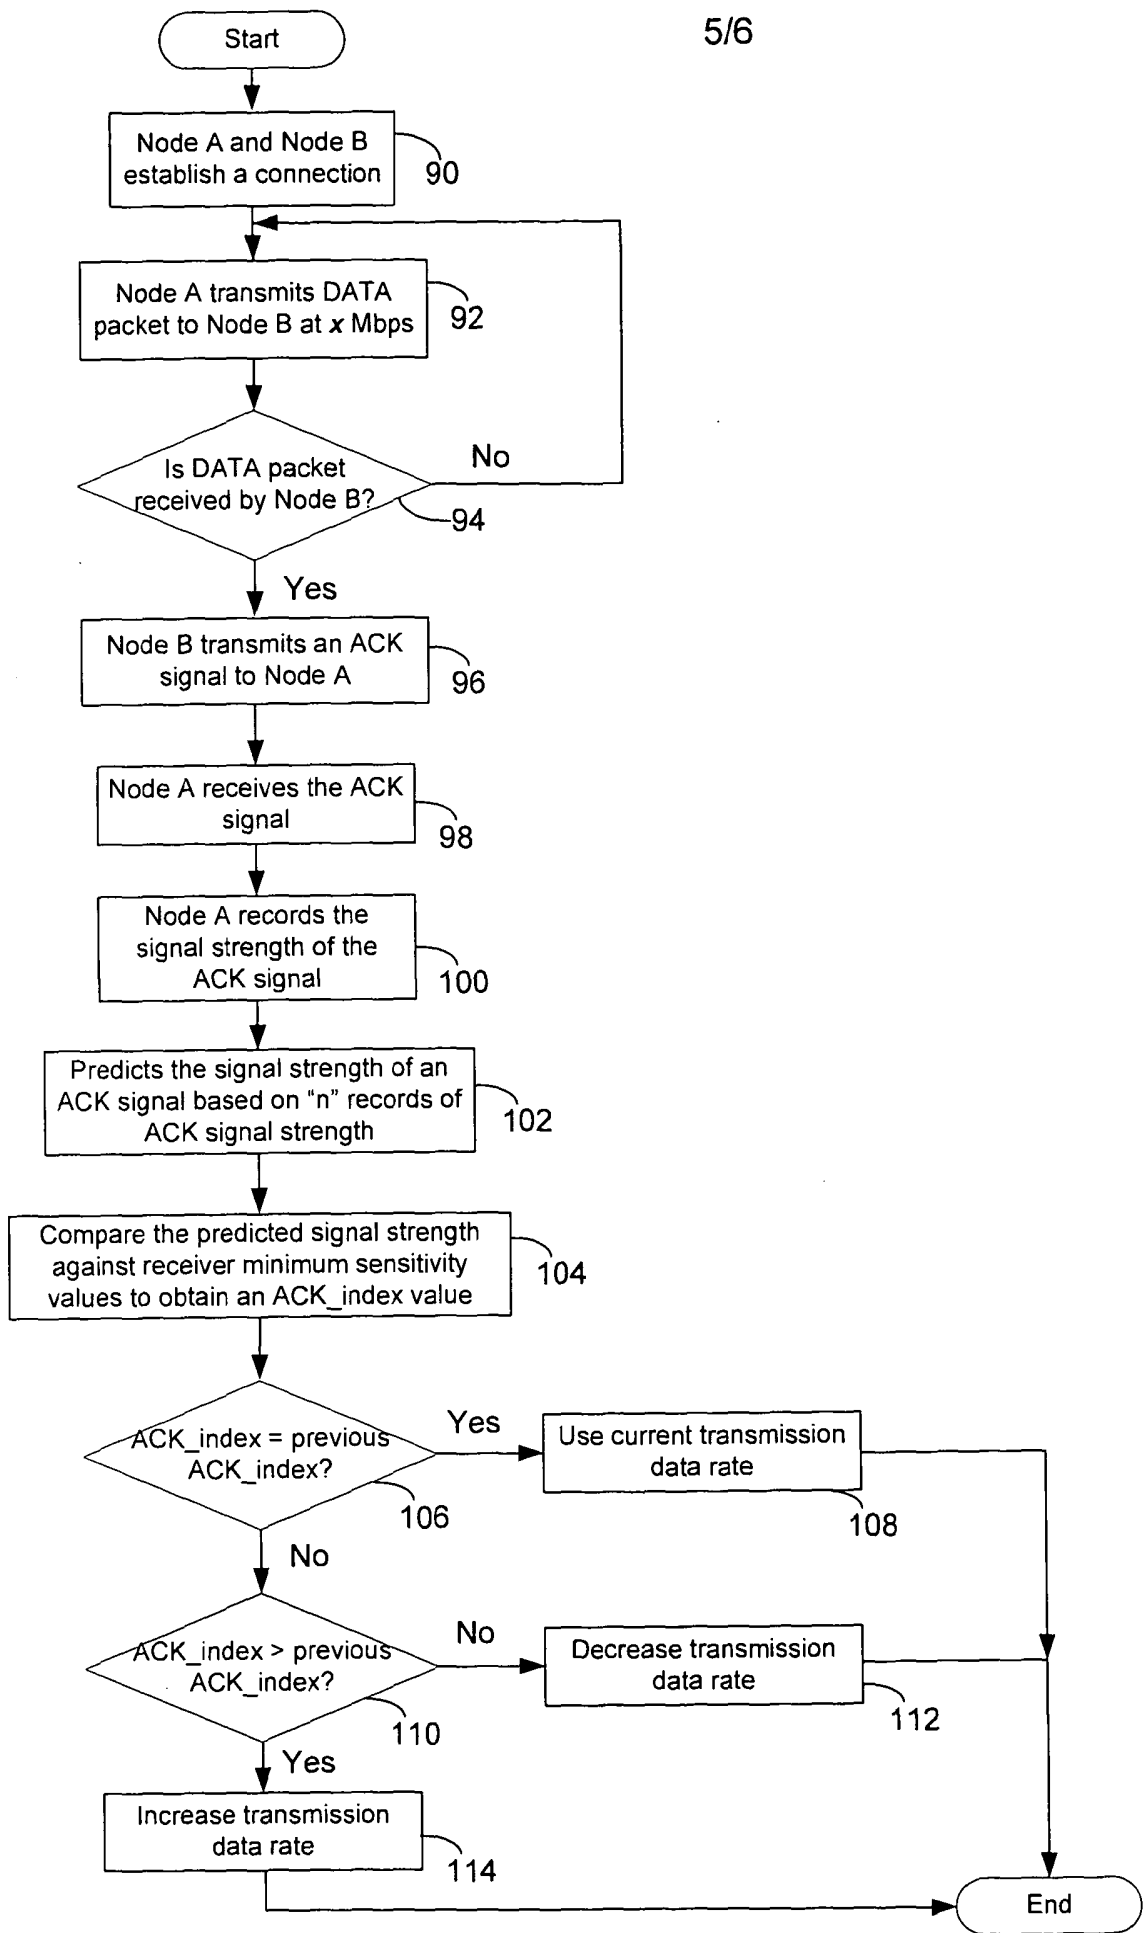 5/6
Start
Node A and Node B
establish a connection
90
Node A transmits DATA
packet to Node B at x Mbps
92
Is DATA packet
received by Node B?
No
94
Yes
Node B transmits an ACK
signal to Node A
96
Node A receives the ACK
signal
98
Node A records the
signal strength of the
ACK signal
100
Predicts the signal strength of an
ACK signal based on "n" records of
ACK signal strength
102
Compare the predicted signal strength
against receiver minimum sensitivity
values to obtain an ACK_index value
104
ACK_index = previous
ACK_index?
106
Yes
Use current transmission
data rate
108
No
ACK_index > previous
ACK_index?
110
No
Decrease transmission
data rate
112
Yes
Increase transmission
data rate
114
End